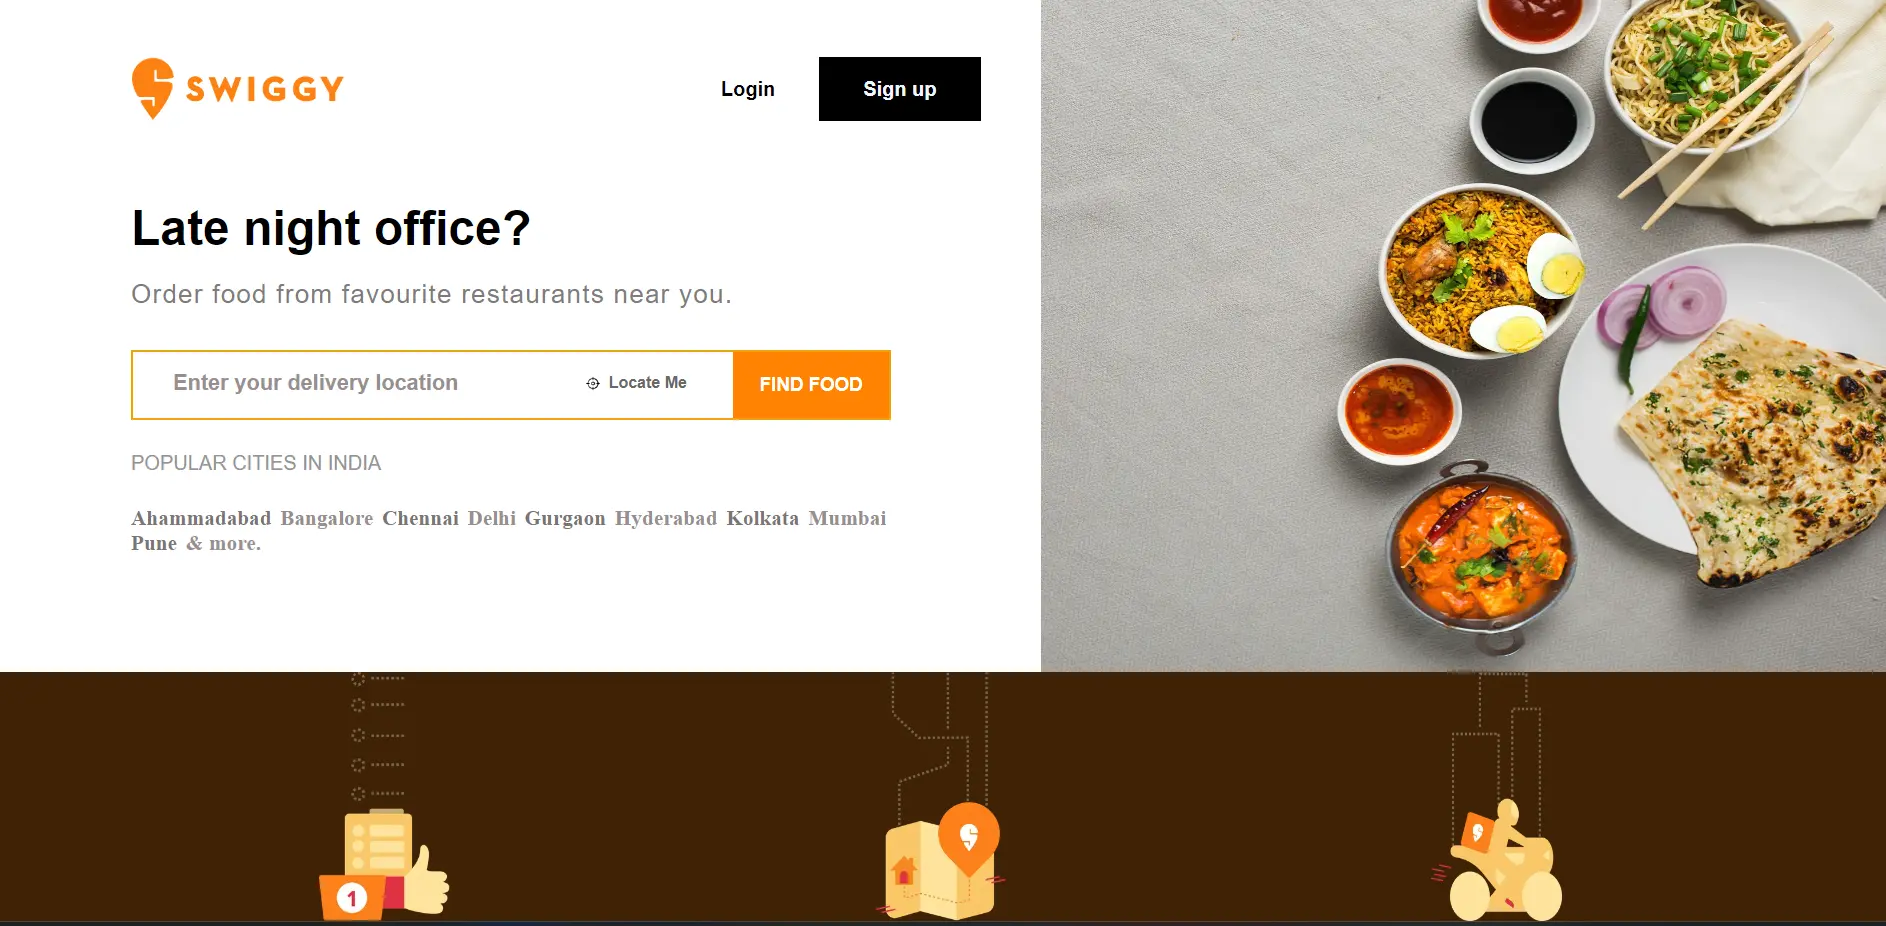 SWIGGY
Login
Sign up
Late night office?
Order food from favourite restaurants near you.
Enter your delivery location
Locate Me
FIND FOOD
POPULAR CITIES IN INDIA
Ahammadabad Bangalore Chennai Delhi Gurgaon Hyderabad Kolkata Mumbai
Pune & more.
1